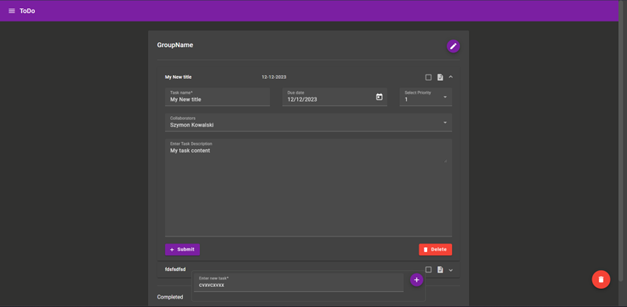 ToDo
GroupName
My New title 12-12-2023
Task name*
My New title
Due date
12/12/2023
Select Priority
1
Collaborators
Szymon Kowalski
Enter Task Description
My task content
+ Submit
Delete
Enter new task*
cvxvcxvxx
Completed